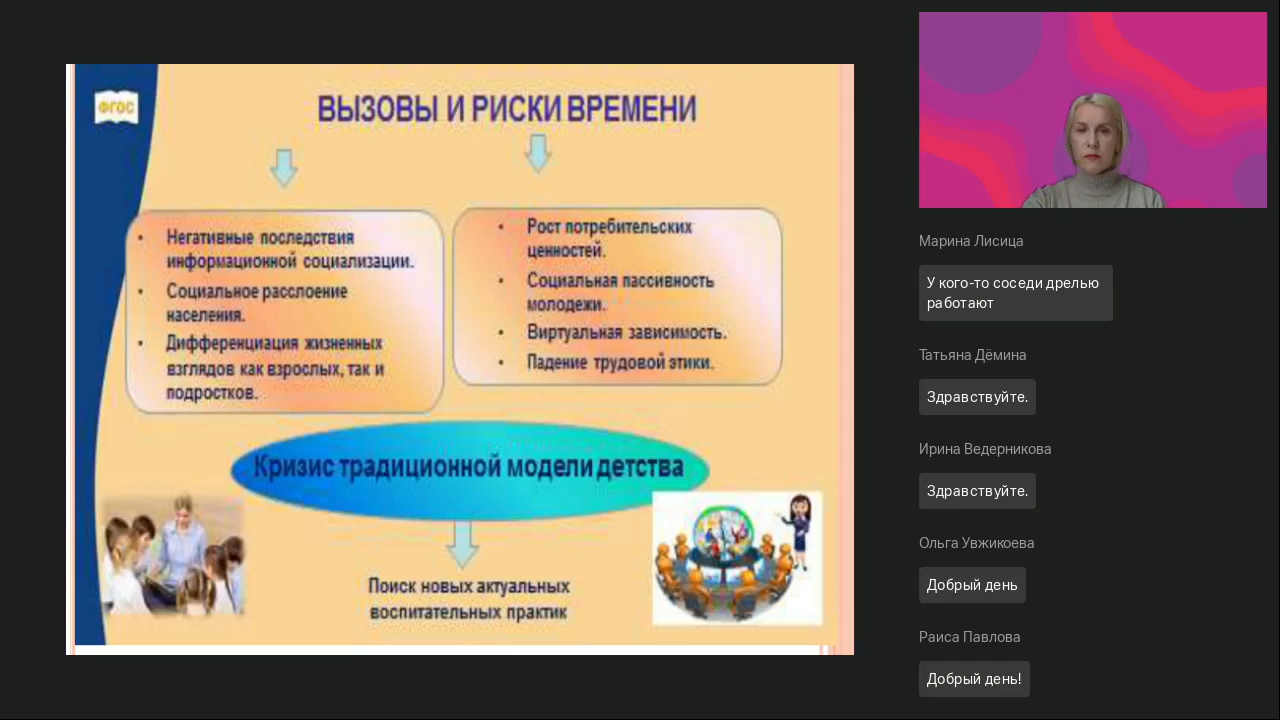 ФГОС
ВЫЗОВЫ И РИСКИ ВРЕМЕНИ
• Негативные последствия
информационной социализации.
• Социальное расслоение
населения.
• Дифференциация жизненных
взглядов как взрослых, так и
подростков.
• Рост потребительских
ценностей.
• Социальная пассивность
молодежи.
• Виртуальная зависимость.
• Падение трудовой этики.
Кризис традиционной модели детства
Поиск новых актуальных
воспитательных практик
Марина Лисица
У кого-то соседи дрелью
работают
Татьяна Дёмина
Здравствуйте.
Ирина Ведерникова
Здравствуйте.
Ольга Увжикоева
Добрый день
Раиса Павлова
Добрый день!